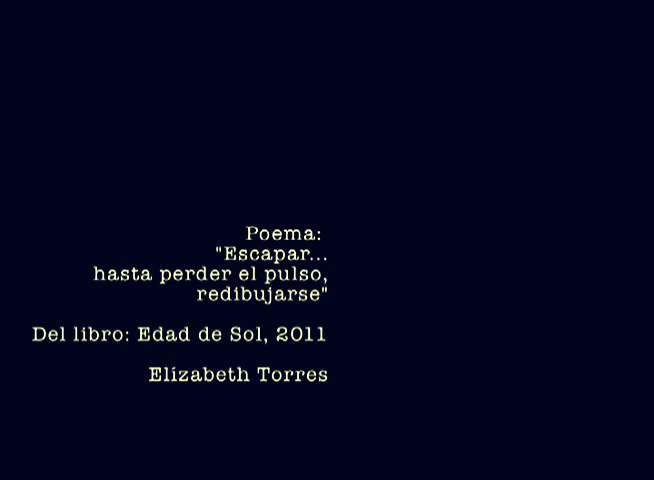 Poema:
"Escapar...
hasta perder el pulso,
redibujarse"
Del libro: Edad de Sol, 2011
Elizabeth Torres